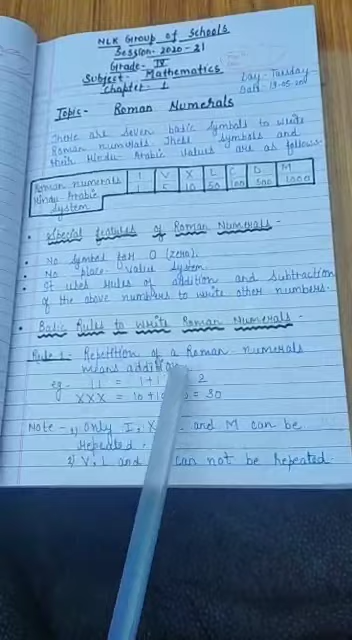 NLK Group of Schools
Session- 2020-21
Grade- IV
Subject- Mathematics
Chapter- 1
Day- Tuesday
Topic- Roman Numerals
There are seven basic symbols to write
Roman numerals. These symbols and
their Hindu-Arabic values are as follows-
Roman numerals I V X L C D M
Hindu-Arabic System 1 5 10 50 100 500 1000
• Special features of Roman Numerals-
• No symbol for 0 (zero).
• No place-value system
• It uses rules of addition and subtraction
of the above numbers to write other numbers.
• Basic Rules to write Roman Numerals-
Rule 1- Repetition of a Roman numerals
means addition
eg- II = 1+1 2
XXX = 10+10 = 30
Note- 1) Only I, X and M can be
repeated.
2) V, L and can not be repeated.